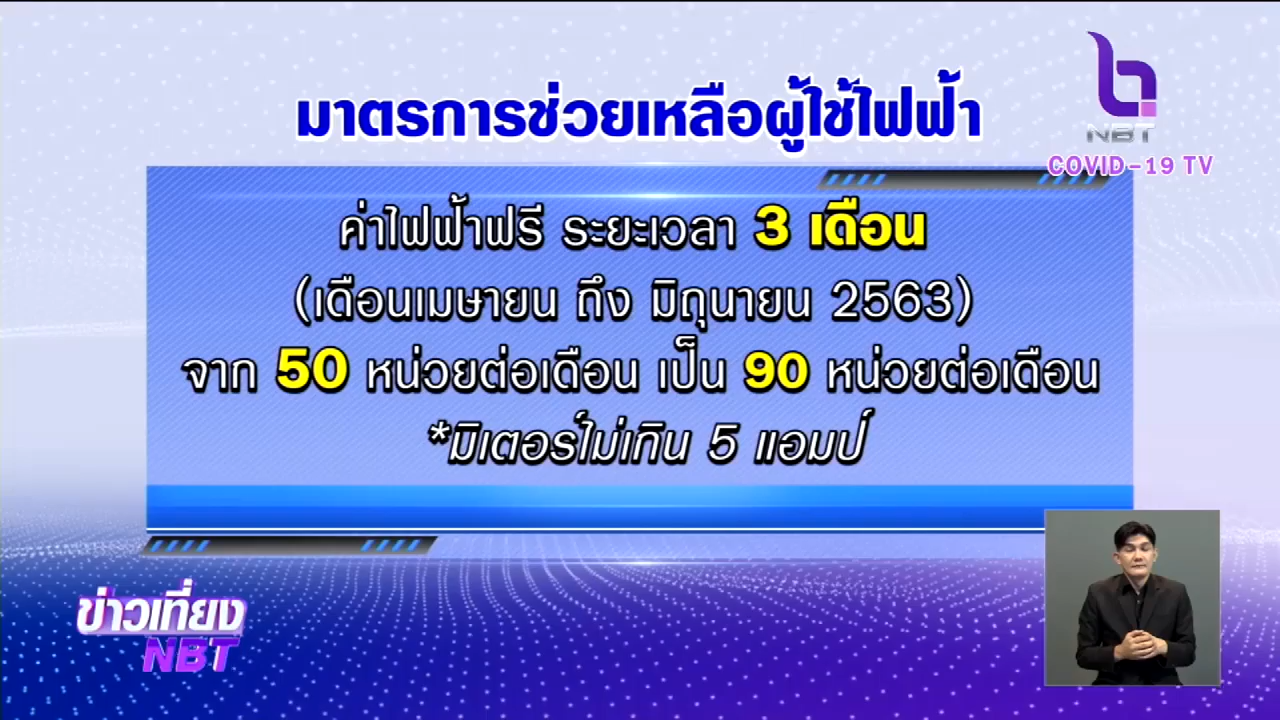 มาตรการช่วยเหลือผู้ใช้ไฟฟ้า
NBT
COVID-19 TV
ค่าไฟฟ้าฟรี ระยะเวลา 3 เดือน
(เดือนเมษายน ถึง มิถุนายน 2563)
จาก 50 หน่วยต่อเดือน เป็น 90 หน่วยต่อเดือน
*มิเตอร์ไม่เกิน 5 แอมป์
ข่าวเที่ยง
NBT